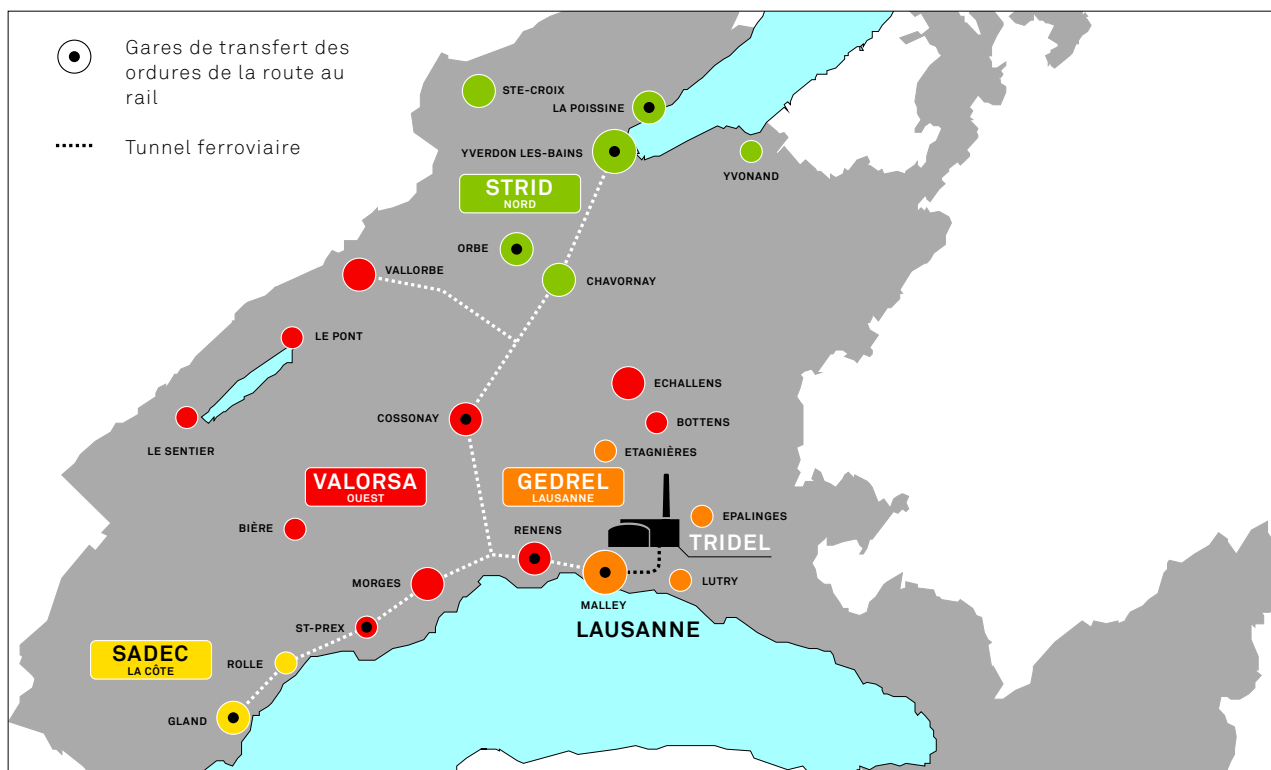 Gares de transfert des
ordures de la route au
rail
Tunnel ferroviaire
STE-CROIX
LA POISSINE
YVERDON LES-BAINS
YVONAND
STRID
NORD
ORBE
VALLORBE
CHAVORNAY
LE PONT
ECHALLENS
COSSONAY
BOTTENS
LE SENTIER
ETAGNIÈRES
VALORSA
OUEST
GEDREL
LAUSANNE
BIÈRE
EPALINGES
RENENS
TRIDEL
MORGES
LUTRY
MALLEY
ST-PREX
LAUSANNE
SADEC
LA CÔTE
ROLLE
GLAND